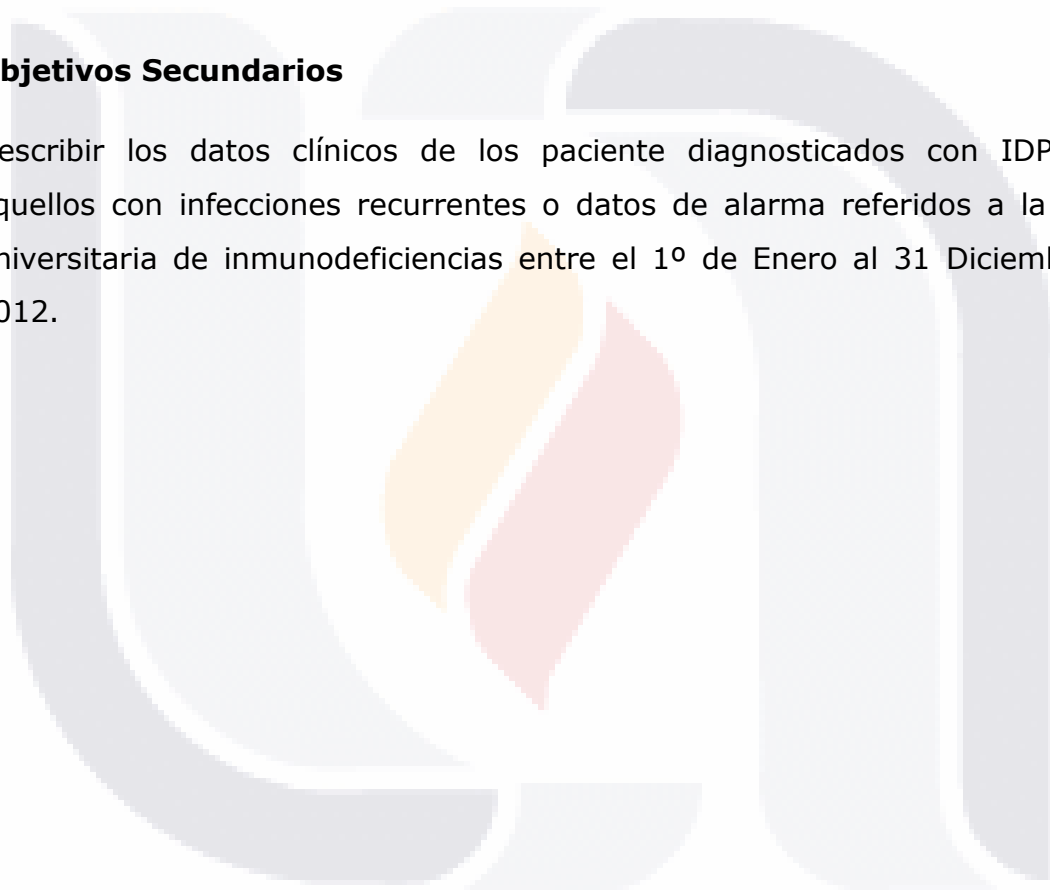 bjetivos Secundarios
escribir los datos clínicos de los paciente diagnosticados con IDP
quellos con infecciones recurrentes o datos de alarma referidos a la
niversitaria de inmunodeficiencias entre el 1º de Enero al 31 Diciemb
012.